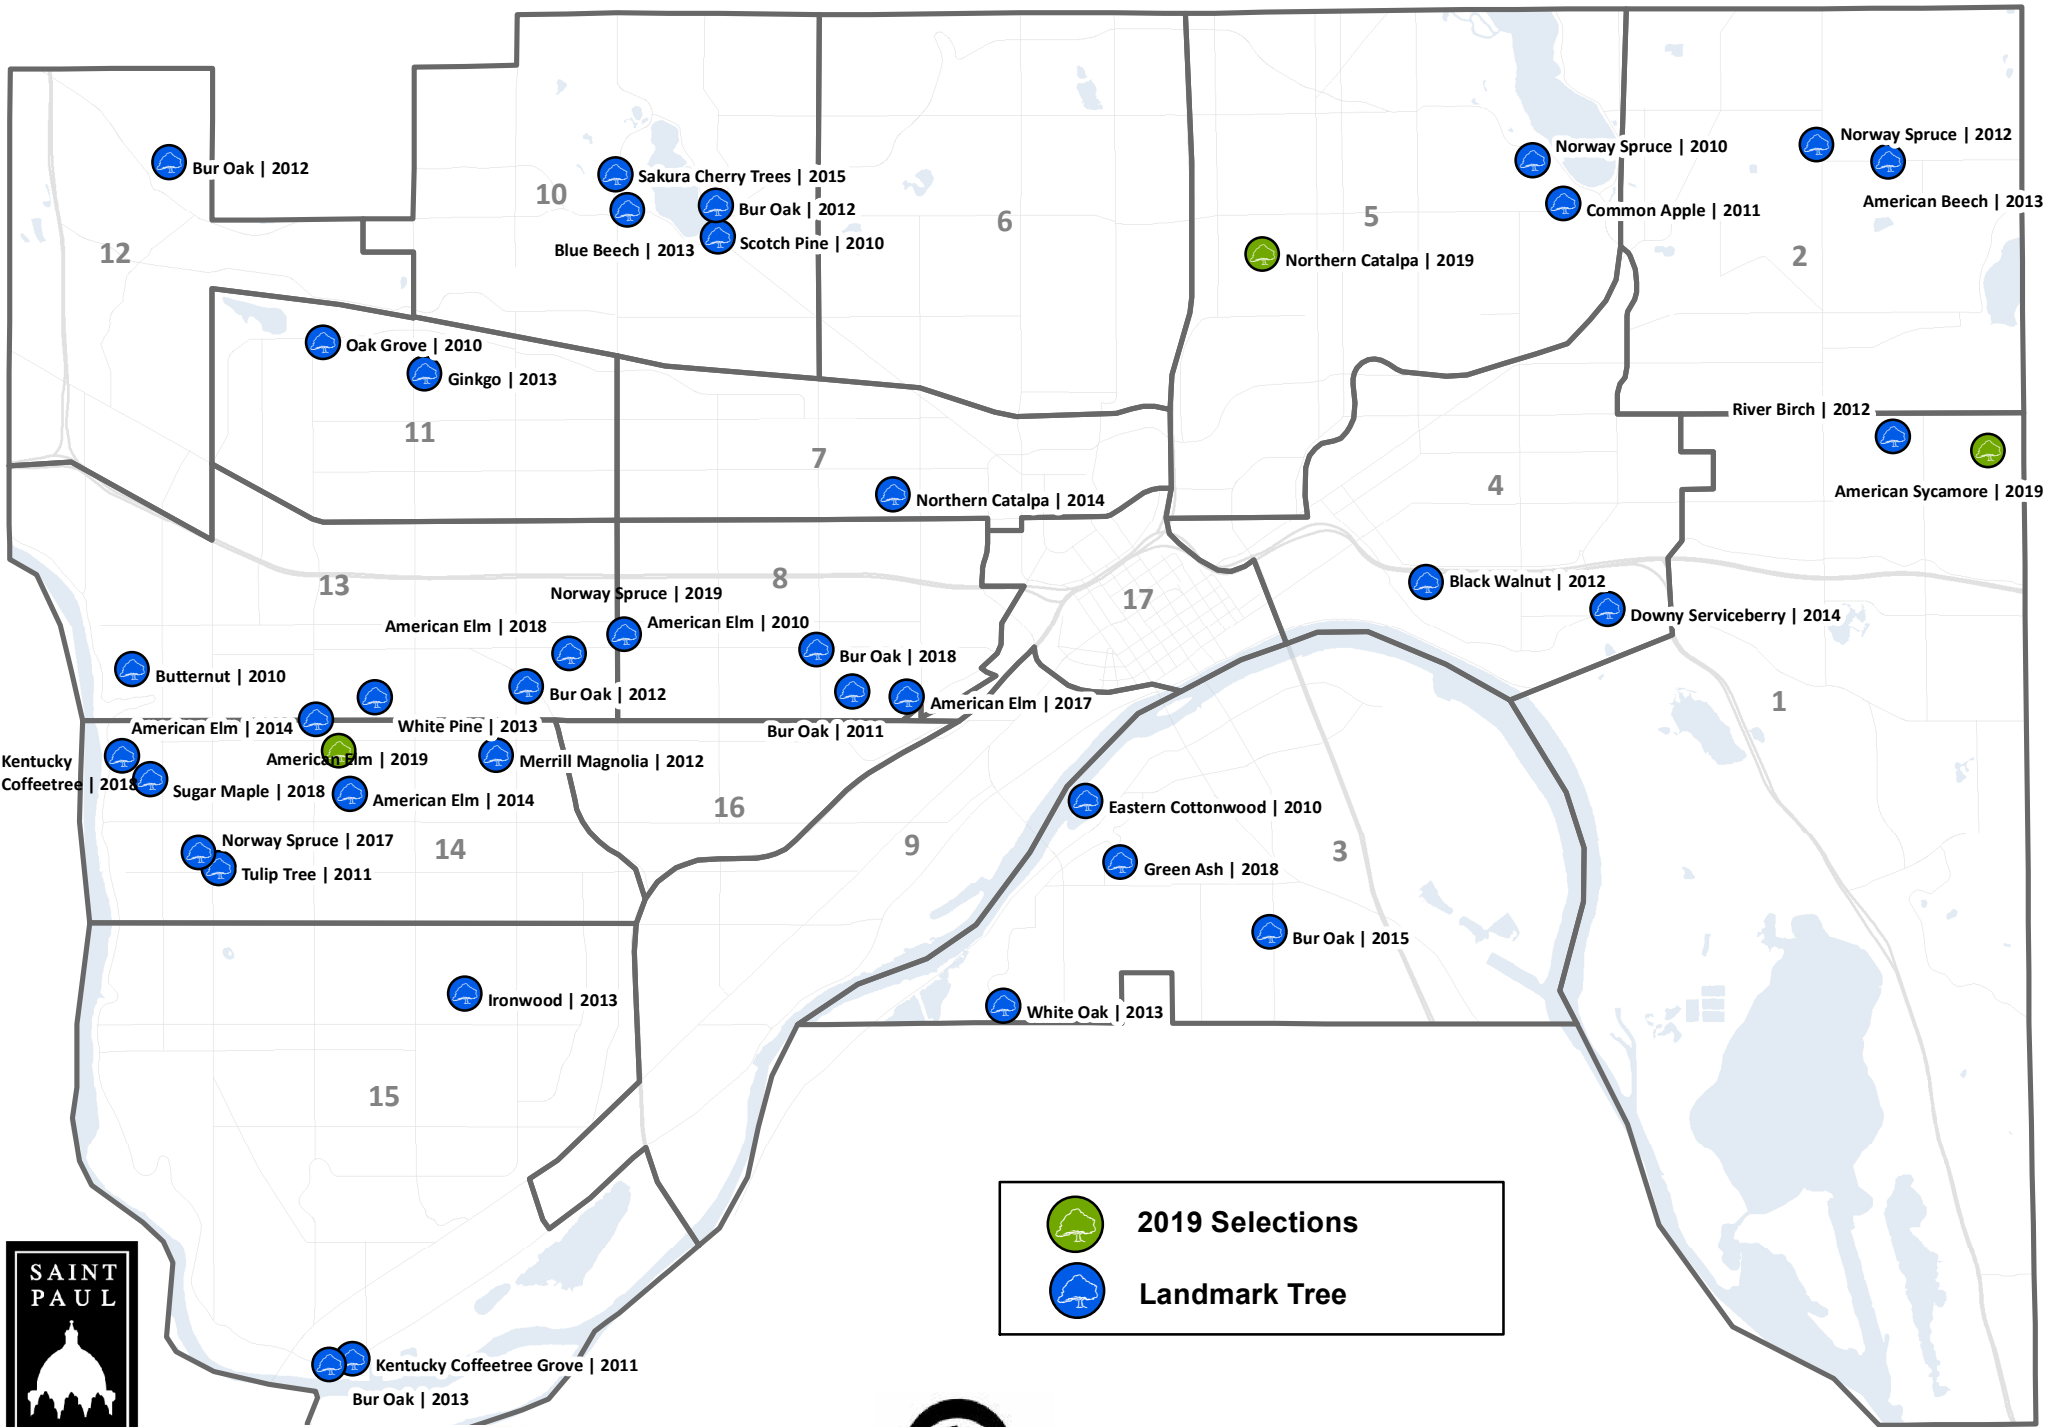 Norway Spruce | 2012
Norway Spruce | 2010
Bur Oak | 2012
Sakura Cherry Trees | 2015
10
American Beech | 2013
Bur Oak | 2012
Common Apple | 2011
6
5
Scotch Pine | 2010
Blue Beech | 2013
12
2
Northern Catalpa | 2019
Oak Grove | 2010
Ginkgo | 2013
River Birch | 2012
11
7
4
American Sycamore | 2019
Northern Catalpa | 2014
8
13
Black Walnut | 2012
Norway Spruce | 2019
17
Downy Serviceberry | 2014
American Elm | 2018
American Elm | 2010
Bur Oak | 2018
Butternut | 2010
Bur Oak | 2012
1
American Elm | 2017
American Elm | 2014
White Pine | 2013
Bur Oak | 2011
American Elm | 2019
Merrill Magnolia | 2012
Kentucky
Coffeetree | 2018
Sugar Maple | 2018
American Elm | 2014
16
Eastern Cottonwood | 2010
Norway Spruce | 2017
14
9
3
Tulip Tree | 2011
Green Ash | 2018
Bur Oak | 2015
Ironwood | 2013
White Oak | 2013
15
2019 Selections
Landmark Tree
SAINT
PAUL
Kentucky Coffeetree Grove | 2011
Bur Oak | 2013